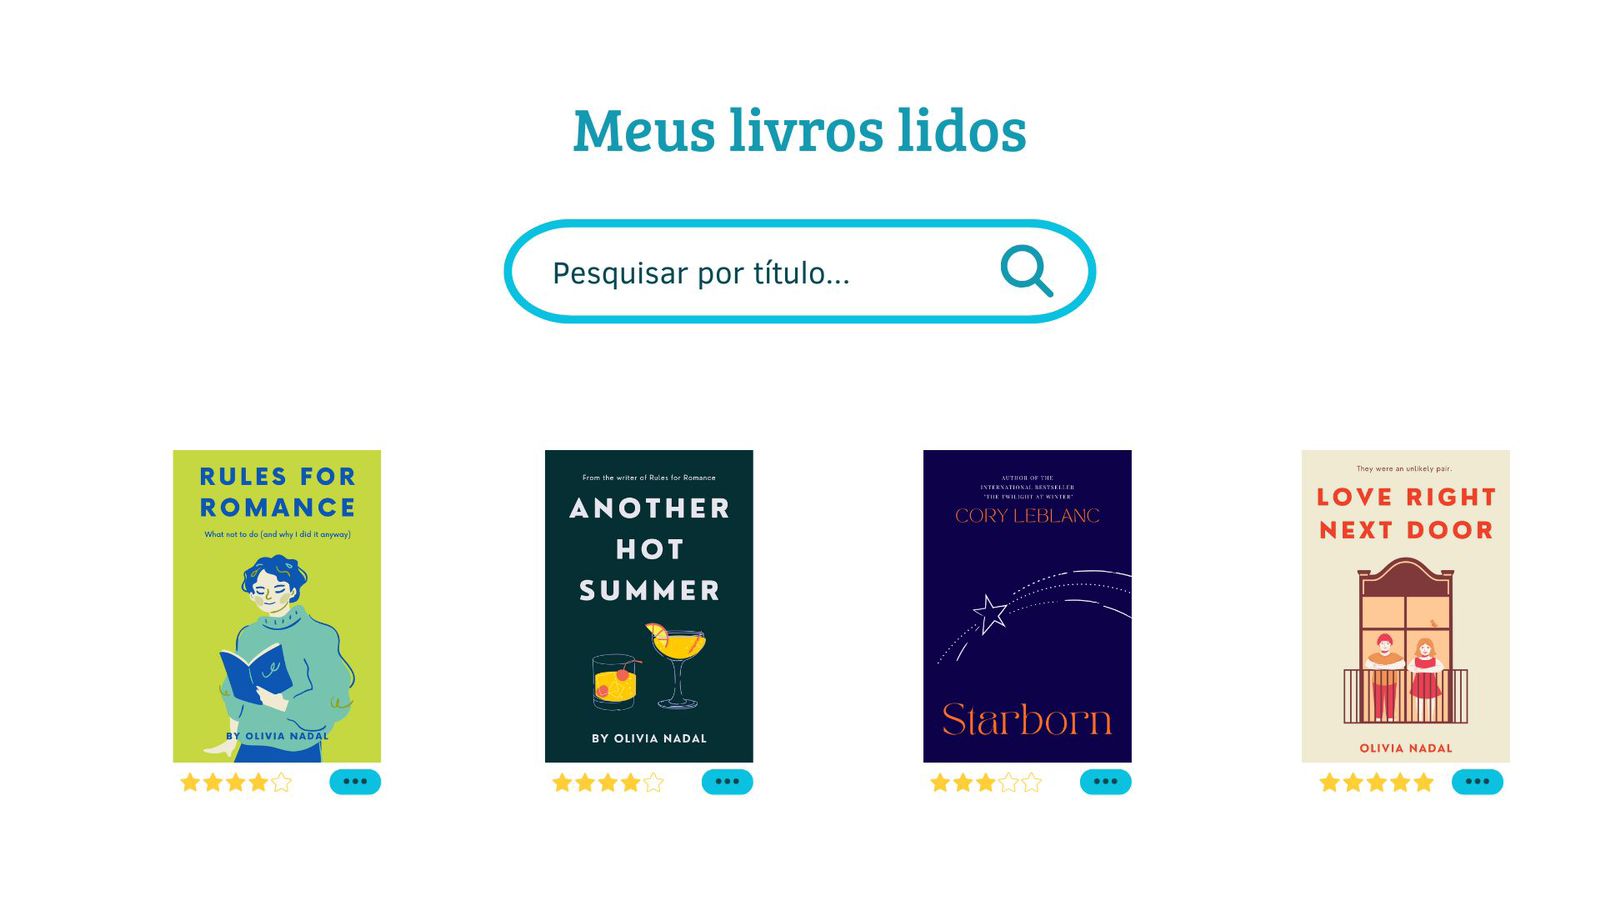 Meus livros lidos
Pesquisar por título...
RULES FOR
ROMANCE
What not to do (and why I did it anyway)
BY OLIVIA NADAL
From the writer of Rules for Romance
ANOTHER
HOT
SUMMER
BY OLIVIA NADAL
AUTHOR OF THE
INTERNATIONAL BESTSELLER
"THE TWILIGHT AT WINTER"
CORY LEBLANC
Starborn
They were an unlikely pair.
LOVE RIGHT
NEXT DOOR
OLIVIA NADAL